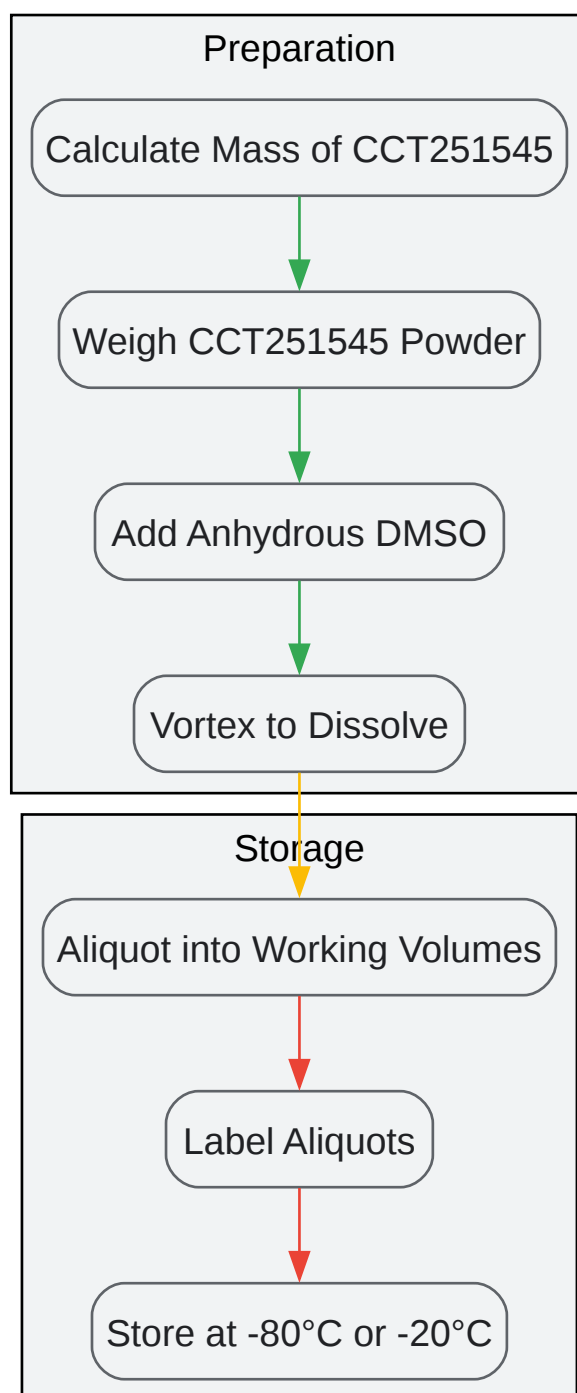 Preparation
Calculate Mass of CCT251545
Weigh CCT251545 Powder
Add Anhydrous DMSO
Vortex to Dissolve
Storage
Aliquot into Working Volumes
Label Aliquots
Store at -80°C or -20°C